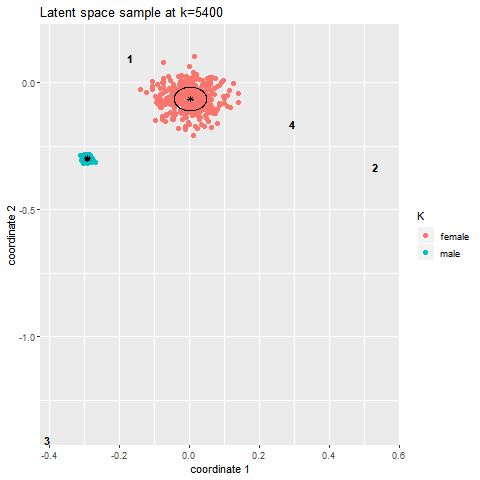 Latent space sample at k=5400
1
0.0
4
2
-0.5
coordinate 2
K
female
male
-1.0
3
-0.4
-0.2
0.0
0.2
0.4
0.6
coordinate 1